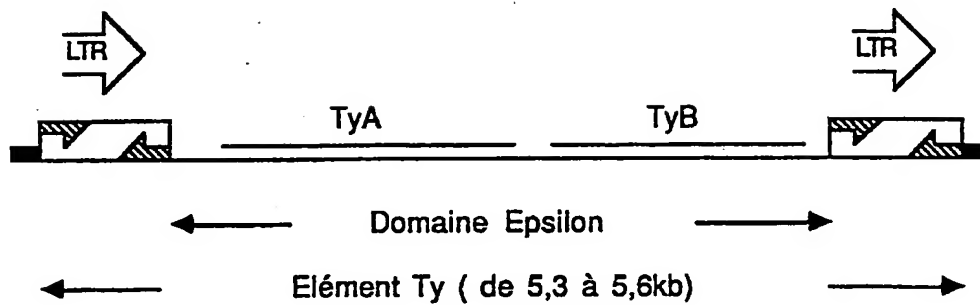 LTR LTR
TyA TyB
Domaine Epsilon
Elément Ty ( de 5,3 à 5,6kb)